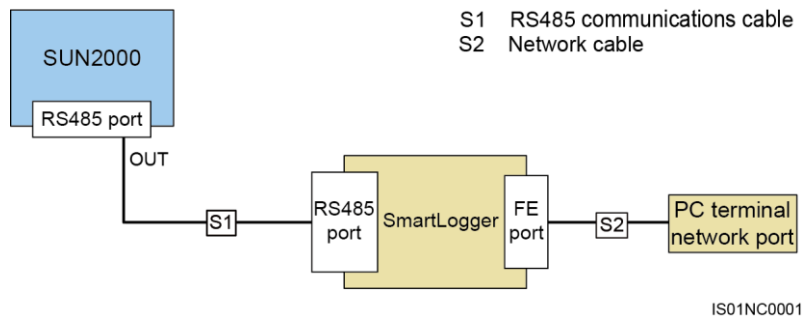 S1 RS485 communications cable
S2 Network cable
SUN2000
RS485 port
OUT
S1
RS485
port
SmartLogger
FE
port
S2
PC terminal
network port
IS01NC0001